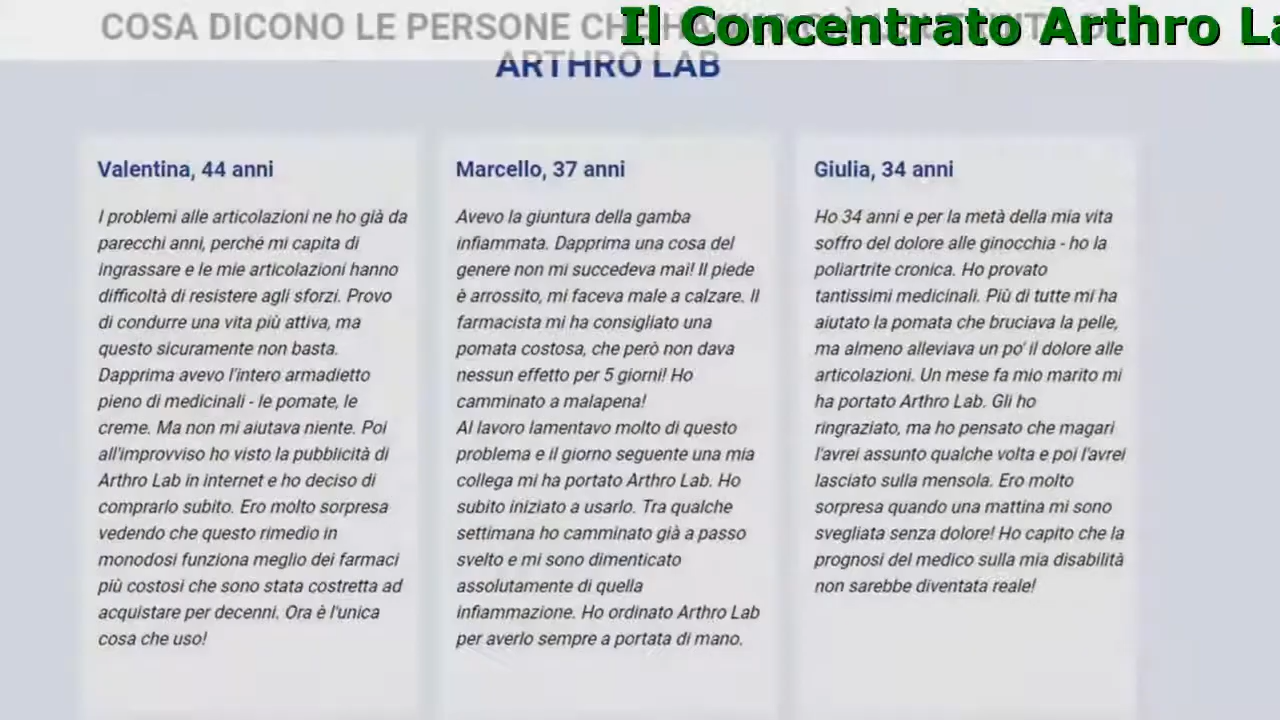 COSA DICONO LE PERSONE
Il Concentrato Arthro
ARTHRO LAB
Valentina, 44 anni
I problemi alle articolazioni ne ho già da
parecchi anni, perché mi capita di
ingrassare e le mie articolazioni hanno
difficoltà di resistere agli sforzi. Provo
di condurre una vita più attiva, ma
questo sicuramente non basta.
Dapprima avevo l'intero armadietto
pieno di medicinali - le pomate, le
creme. Ma non mi aiutava niente. Poi
all'improvviso ho visto la pubblicità di
Arthro Lab in internet e ho deciso di
comprarlo subito. Ero molto sorpresa
vedendo che questo rimedio in
monodosi funziona meglio dei farmaci
più costosi che sono stata costretta ad
acquistare per decenni. Ora è l'unica
cosa che uso!
Marcello, 37 anni
Avevo la giuntura della gamba
infiammata. Dapprima una cosa del
genere non mi succedeva mai! Il piede
è arrossito, mi faceva male a calzare. Il
farmacista mi ha consigliato una
pomata costosa, che però non dava
nessun effetto per 5 giorni! Ho
camminato a malapena!
Al lavoro lamentavo molto di questo
problema e il giorno seguente una mia
collega mi ha portato Arthro Lab. Ho
subito iniziato a usarlo. Tra qualche
settimana ho camminato già a passo
svelto e mi sono dimenticato
assolutamente di quella
infiammazione. Ho ordinato Arthro Lab
per averlo sempre a portata di mano.
Giulia, 34 anni
Ho 34 anni e per la metà della mia vita
soffro del dolore alle ginocchia - ho la
poliartrite cronica. Ho provato
tantissimi medicinali. Più di tutte mi ha
aiutato la pomata che bruciava la pelle,
ma almeno alleviava un po' il dolore alle
articolazioni. Un mese fa mio marito mi
ha portato Arthro Lab. Gli ho
ringraziato, ma ho pensato che magari
l'avrei assunto qualche volta e poi l'avrei
lasciato sulla mensola. Ero molto
sorpresa quando una mattina mi sono
svegliata senza dolore! Ho capito che la
prognosi del medico sulla mia disabilità
non sarebbe diventata reale!